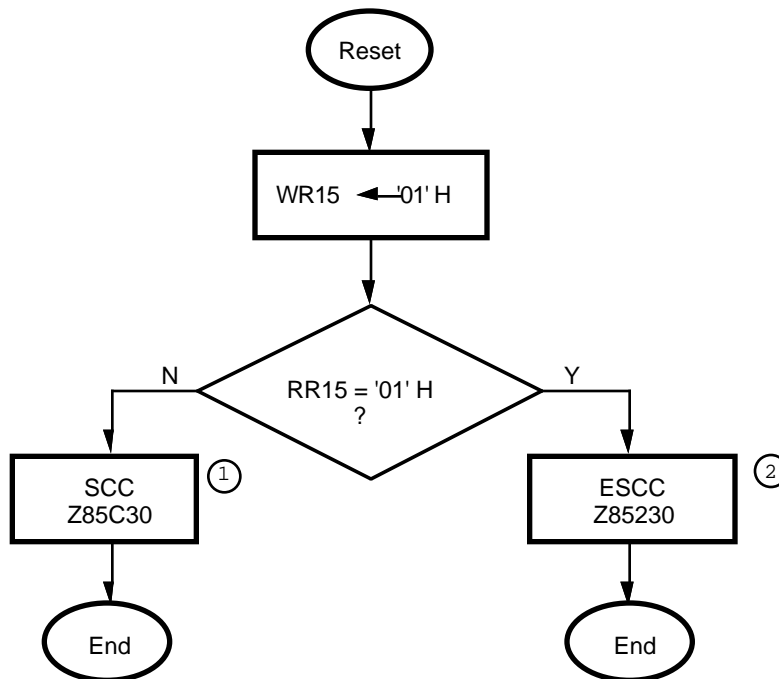 Reset
WR15 ← '01' H
N
Y
RR15 = '01' H
?
SCC
Z85C30
1
ESCC
Z85230
2
End
End